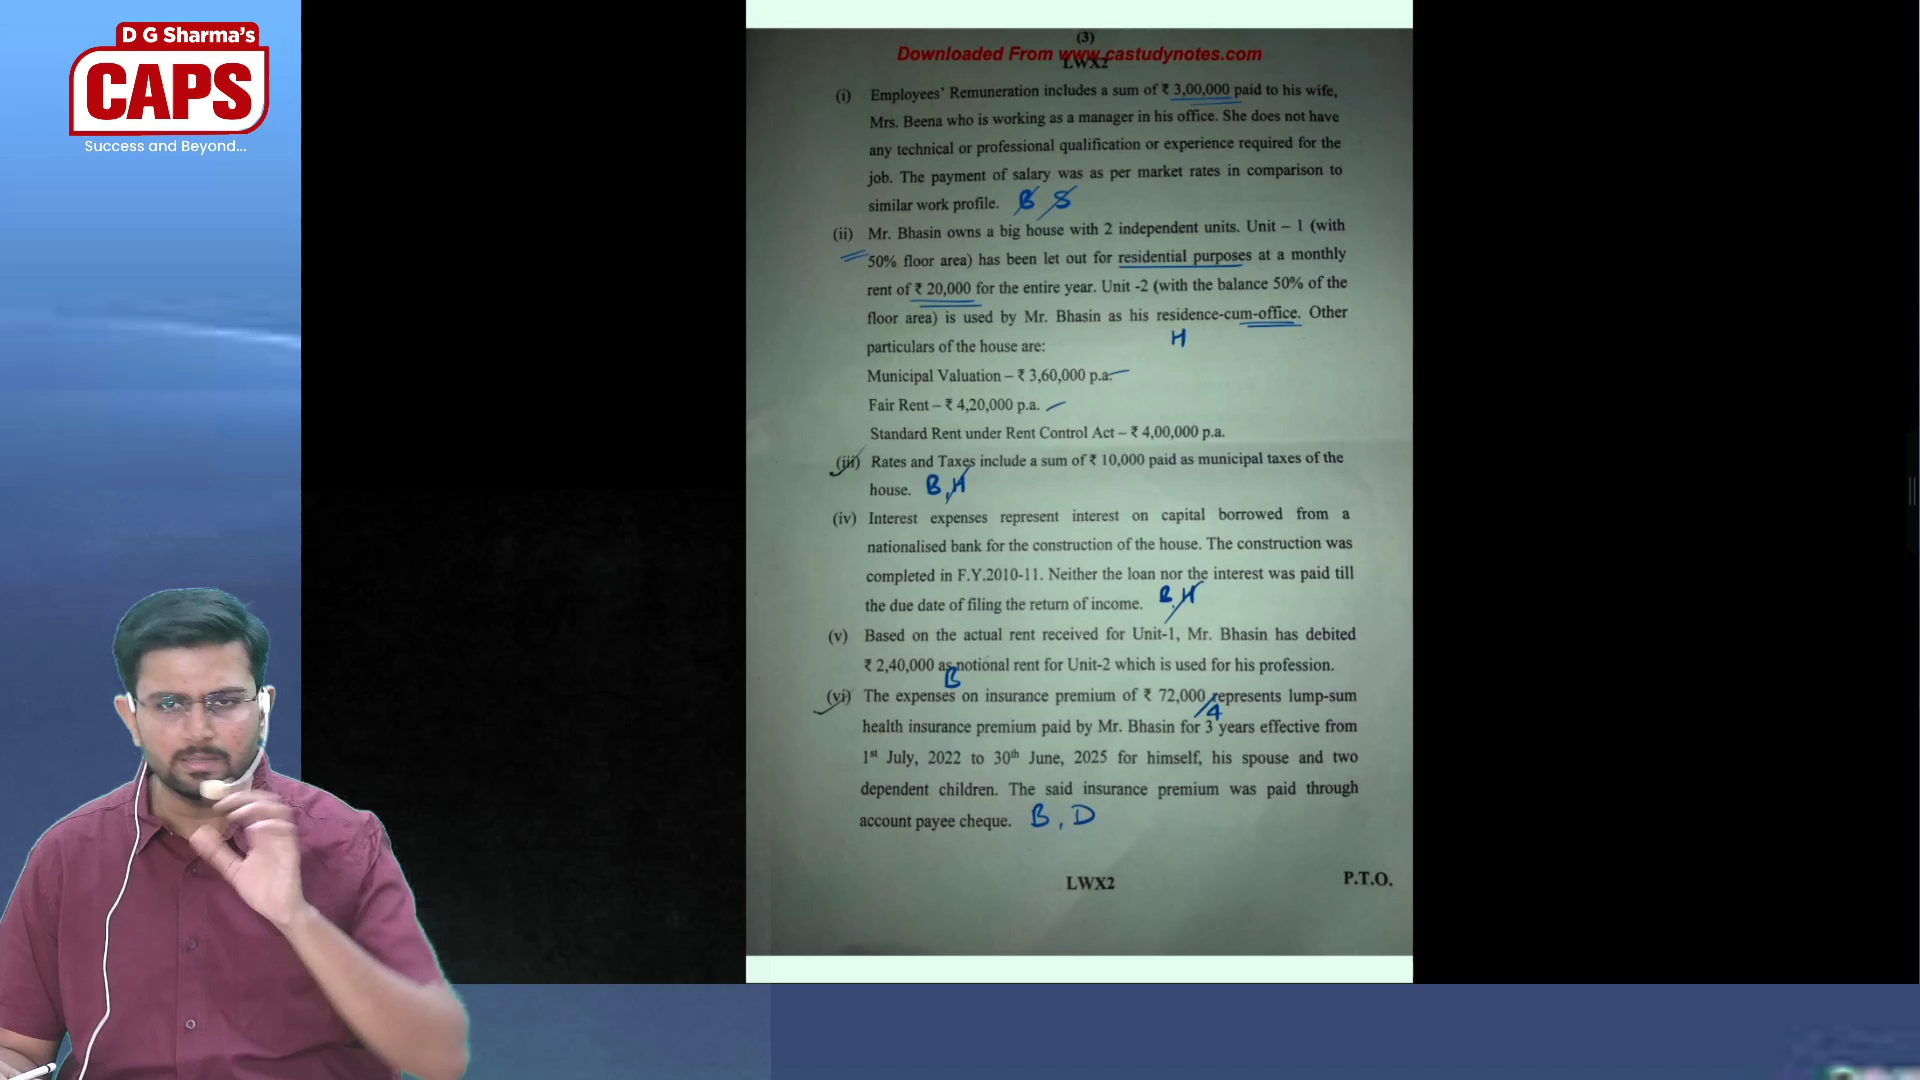 D G Sharma's
CAPS
Success and Beyond...
(3)
Downloaded From www.castudynotes.com
LWX2
(i) Employees' Remuneration includes a sum of ₹ 3,00,000 paid to his wife,
Mrs. Beena who is working as a manager in his office. She does not have
any technical or professional qualification or experience required for the
job. The payment of salary was as per market rates in comparison to
similar work profile. B S
(ii) Mr. Bhasin owns a big house with 2 independent units. Unit – 1 (with
50% floor area) has been let out for residential purposes at a monthly
rent of ₹ 20,000 for the entire year. Unit -2 (with the balance 50% of the
floor area) is used by Mr. Bhasin as his residence-cum-office. Other
H
particulars of the house are:
Municipal Valuation – ₹ 3,60,000 p.a.
Fair Rent – ₹ 4,20,000 p.a.
Standard Rent under Rent Control Act – ₹ 4,00,000 p.a.
(iii) Rates and Taxes include a sum of ₹ 10,000 paid as municipal taxes of the
house. B, H
(iv) Interest expenses represent interest on capital borrowed from a
nationalised bank for the construction of the house. The construction was
completed in F.Y.2010-11. Neither the loan nor the interest was paid till
the due date of filing the return of income. B, H
(v) Based on the actual rent received for Unit-1, Mr. Bhasin has debited
₹ 2,40,000 as notional rent for Unit-2 which is used for his profession.
B
(vi) The expenses on insurance premium of ₹ 72,000 represents lump-sum
/4
health insurance premium paid by Mr. Bhasin for 3 years effective from
1st July, 2022 to 30th June, 2025 for himself, his spouse and two
dependent children. The said insurance premium was paid through
account payee cheque. B, D
LWX2
P.T.O.